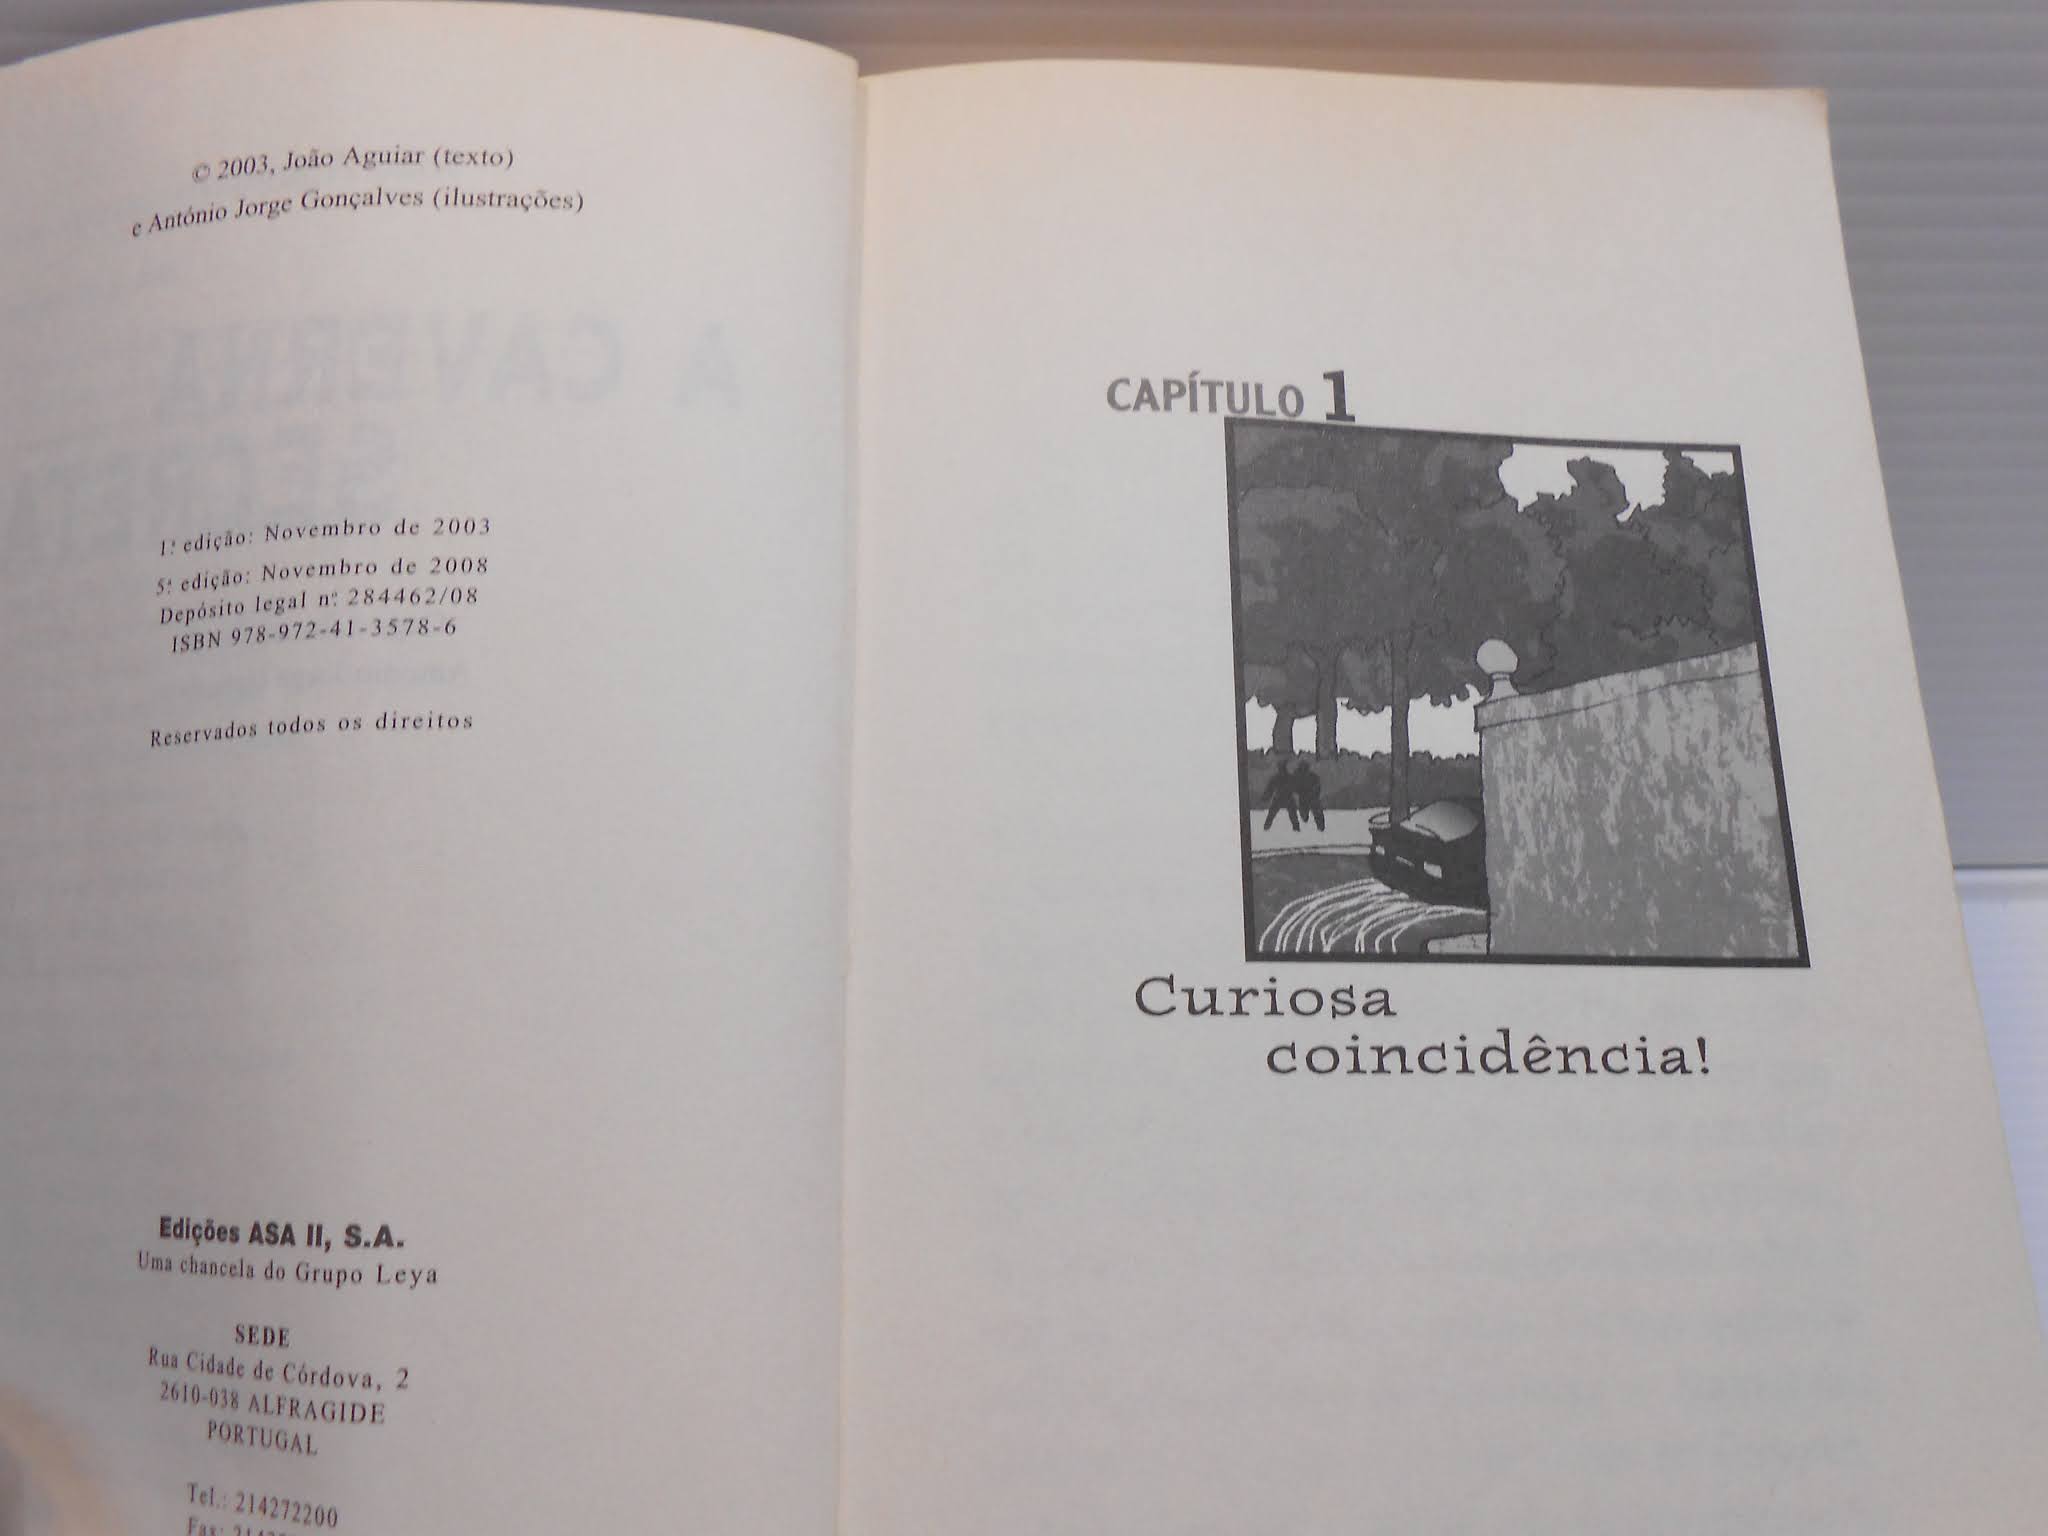 © 2003, João Aguiar (texto)
e António Jorge Gonçalves (ilustrações)
A CAVERNA
SECRETA
1ª edição: Novembro de 2003
5ª edição: Novembro de 2008
Depósito legal nº 284462/08
ISBN 978-972-41-3578-6
Reservados todos os direitos
Edições ASA II, S.A.
Uma chancela do Grupo Leya
SEDE
Rua Cidade de Córdova, 2
2610-038 ALFRAGIDE
PORTUGAL
Tel.: 214272200
Fax:
CAPÍTULO 1
Curiosa
coincidência!